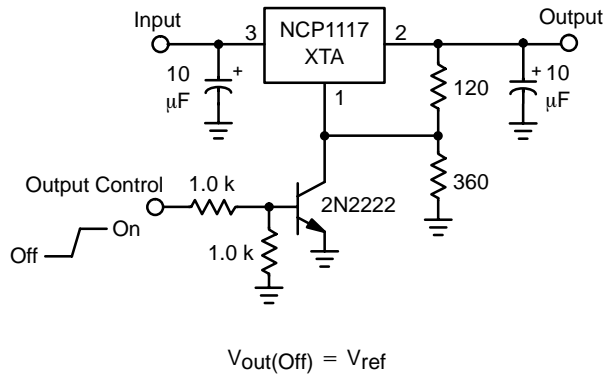 Input
Output
NCP1117
XTA
3
2
1
10
μF
+
+
10
μF
120
360
Output Control
1.0 k
2N2222
On
Off
1.0 k
Vout(Off) = Vref